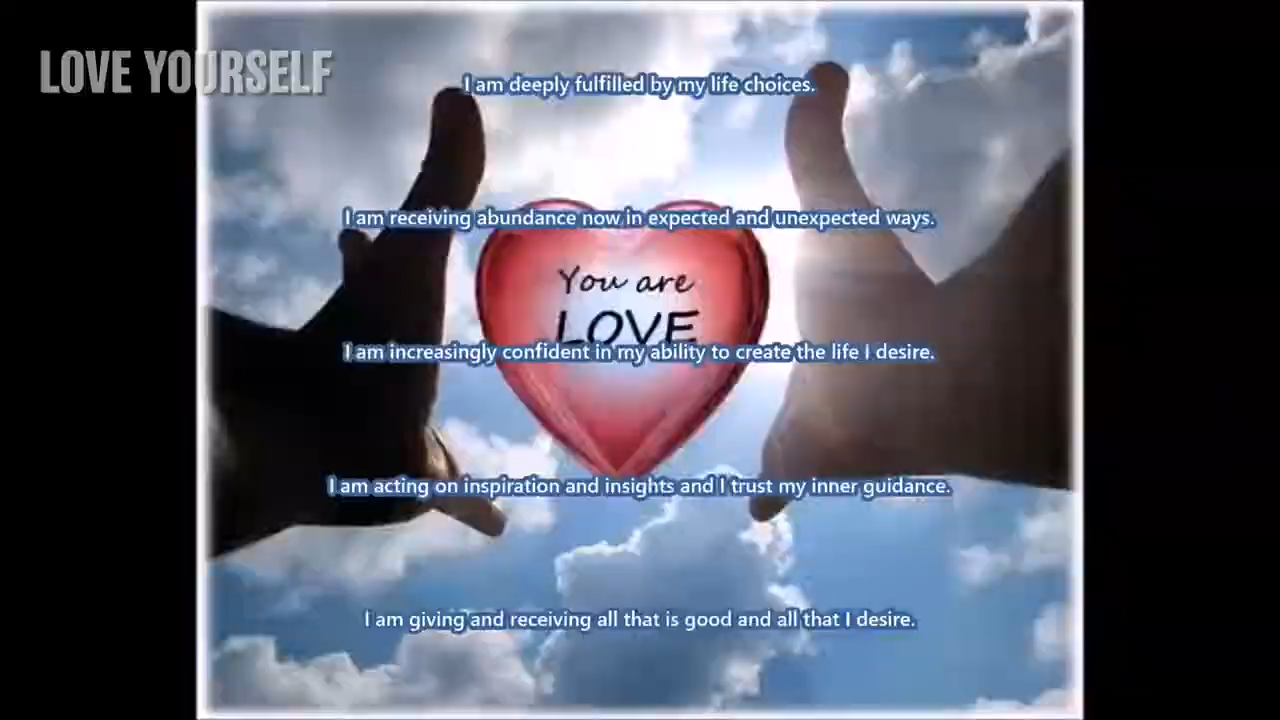 LOVE YOURSELF
I am deeply fulfilled by my life choices.
I am receiving abundance now in expected and unexpected ways.
You are
LOVE
I am increasingly confident in my ability to create the life I desire.
I am acting on inspiration and insights and I trust my inner guidance.
I am giving and receiving all that is good and all that I desire.